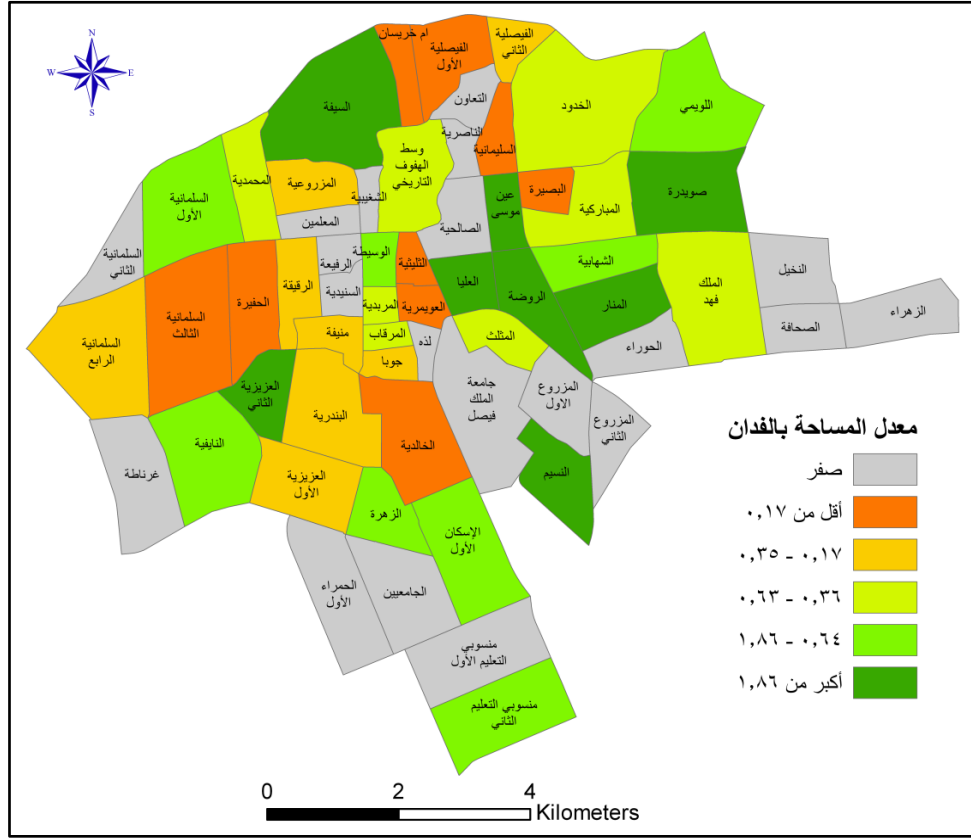 N
W
E
S
ام خريسان
الفيصلية
الأول
الفيصلية
الثاني
السيفة
التعاون
الخدود
اللويمي
الناصرية
السليمانية
وسط
الهفوف
التاريخي
المحمدية
المزروعية
الشغيبية
البصيرة
صويدرة
السلمانية
الأول
المعلمين
الصالحية
عين
موسى
المباركية
السلمانية
الثاني
الرفيعة
الوسيطة
الثليثية
الشهابية
الملك
فهد
النخيل
الرقيقة
السنيدية
العليا
الروضة
الحفيرة
المريدية
العويمرية
المنار
الزهراء
السلمانية
الثالث
السلمانية
الرابع
منيفة
المرقاب
لذه
المثلث
الحوراء
الصحافة
جوبا
العزيزية
الثاني
جامعة
الملك
فيصل
المزروع
الاول
المزروع
الثاني
البندرية
النايفية
الخالدية
غرناطة
النسيم
العزيزية
الأول
الزهرة
الإسكان
الأول
الحمراء
الأول
الجامعيين
منسوبي
التعليم الأول
منسوبي التعليم
الثاني
معدل المساحة بالفدان
صفر
أقل من ٠,١٧
٠,١٧ - ٠,٣٥
٠,٣٦ - ٠,٦٣
٠,٦٤ - ١,٨٦
أكبر من ١,٨٦
0
2
4
Kilometers